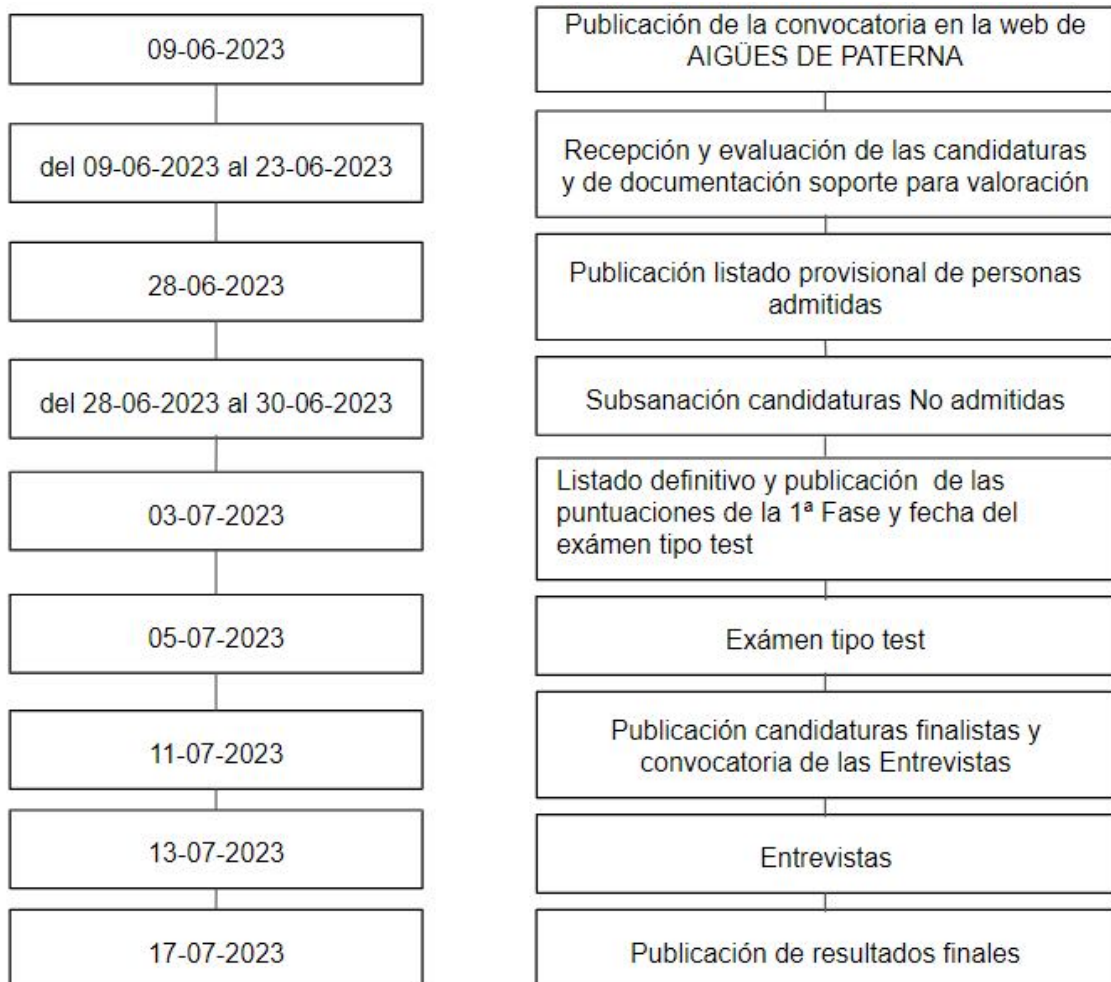 09-06-2023
Publicación de la convocatoria en la web de
AIGÜES DE PATERNA
del 09-06-2023 al 23-06-2023
Recepción y evaluación de las candidaturas
y de documentación soporte para valoración
28-06-2023
Publicación listado provisional de personas
admitidas
del 28-06-2023 al 30-06-2023
Subsanación candidaturas No admitidas
03-07-2023
Listado definitivo y publicación de las
puntuaciones de la 1ª Fase y fecha del
exámen tipo test
05-07-2023
Exámen tipo test
11-07-2023
Publicación candidaturas finalistas y
convocatoria de las Entrevistas
13-07-2023
Entrevistas
17-07-2023
Publicación de resultados finales